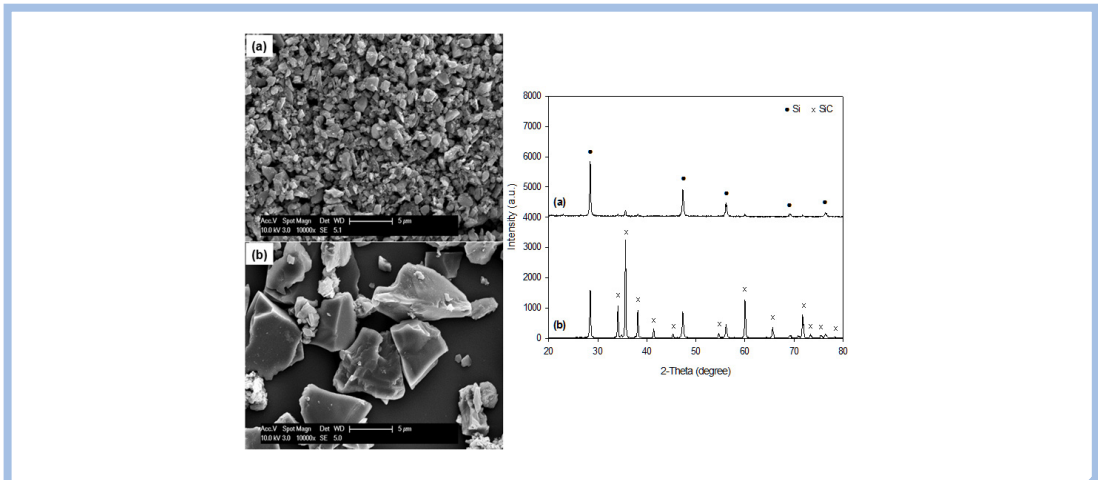 (a)
Acc.V Spot Magn Det WD 5 µm
10.0 kV 3.0 10000x SE 5.1
(b)
Acc.V Spot Magn Det WD 5 µm
10.0 kV 3.0 10000x SE 5.0
8000
7000
6000
5000
4000
3000
2000
1000
0
Intensity (a.u.)
Si x SiC
(a)
x
x
x
x
x
x
x
x
x
x
x
x
(b)
20 30 40 50 60 70 80
2-Theta (degree)